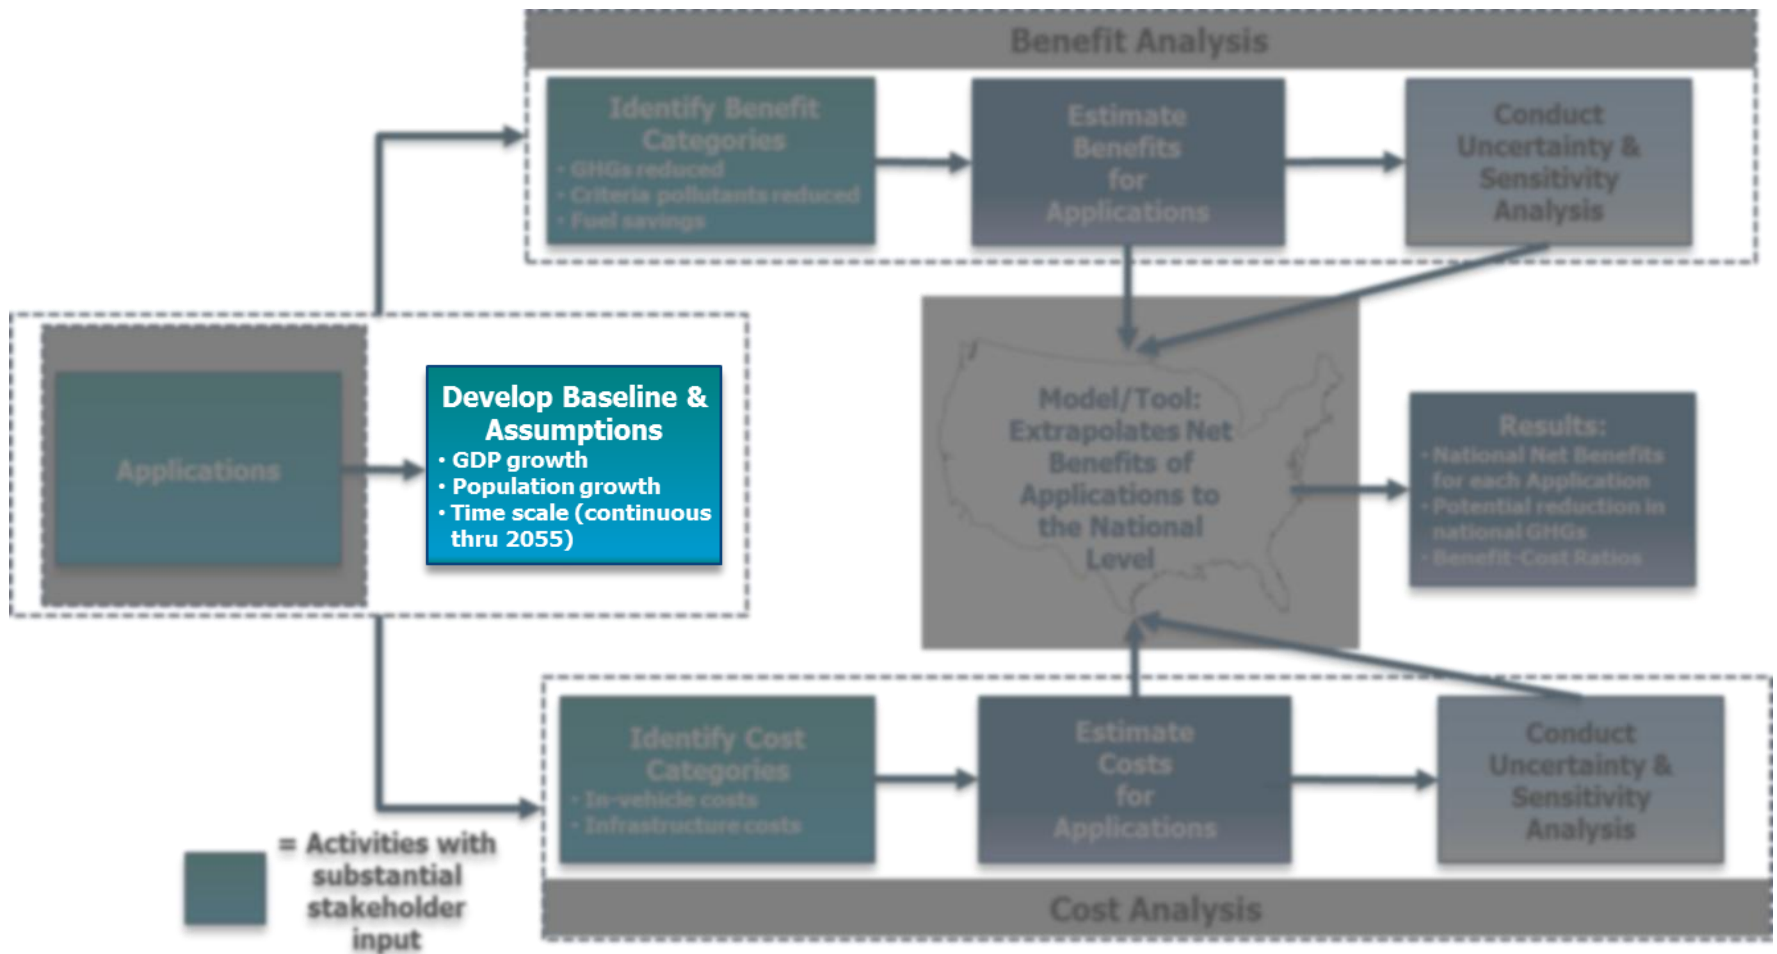 Benefit Analysis
Identify Benefit
Categories
• GHGs reduced
• Criteria pollutants reduced
• Fuel savings
Estimate
Benefits
for
Applications
Conduct
Uncertainty &
Sensitivity
Analysis
Applications
Develop Baseline &
Assumptions
• GDP growth
• Population growth
• Time scale (continuous
thru 2055)
Model/Tool:
Extrapolates Net
Benefits of
Applications to
the National
Level
Results:
• National Net Benefits
for each Application
• Potential reduction in
national GHGs
• Benefit-Cost Ratios
Identify Cost
Categories
• In-vehicle costs
• Infrastructure costs
Estimate
Costs
for
Applications
Conduct
Uncertainty &
Sensitivity
Analysis
Cost Analysis
= Activities with
substantial
stakeholder
input